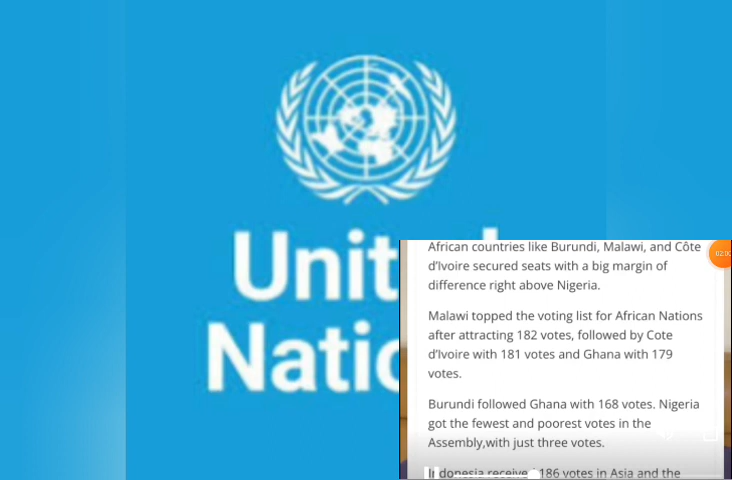 Unit
Natio
African countries like Burundi, Malawi, and Côte
d'Ivoire secured seats with a big margin of
difference right above Nigeria.
Malawi topped the voting list for African Nations
after attracting 182 votes, followed by Cote
d'Ivoire with 181 votes and Ghana with 179
votes.
Burundi followed Ghana with 168 votes. Nigeria
got the fewest and poorest votes in the
Assembly,with just three votes.
Indonesia received 186 votes in Asia and the